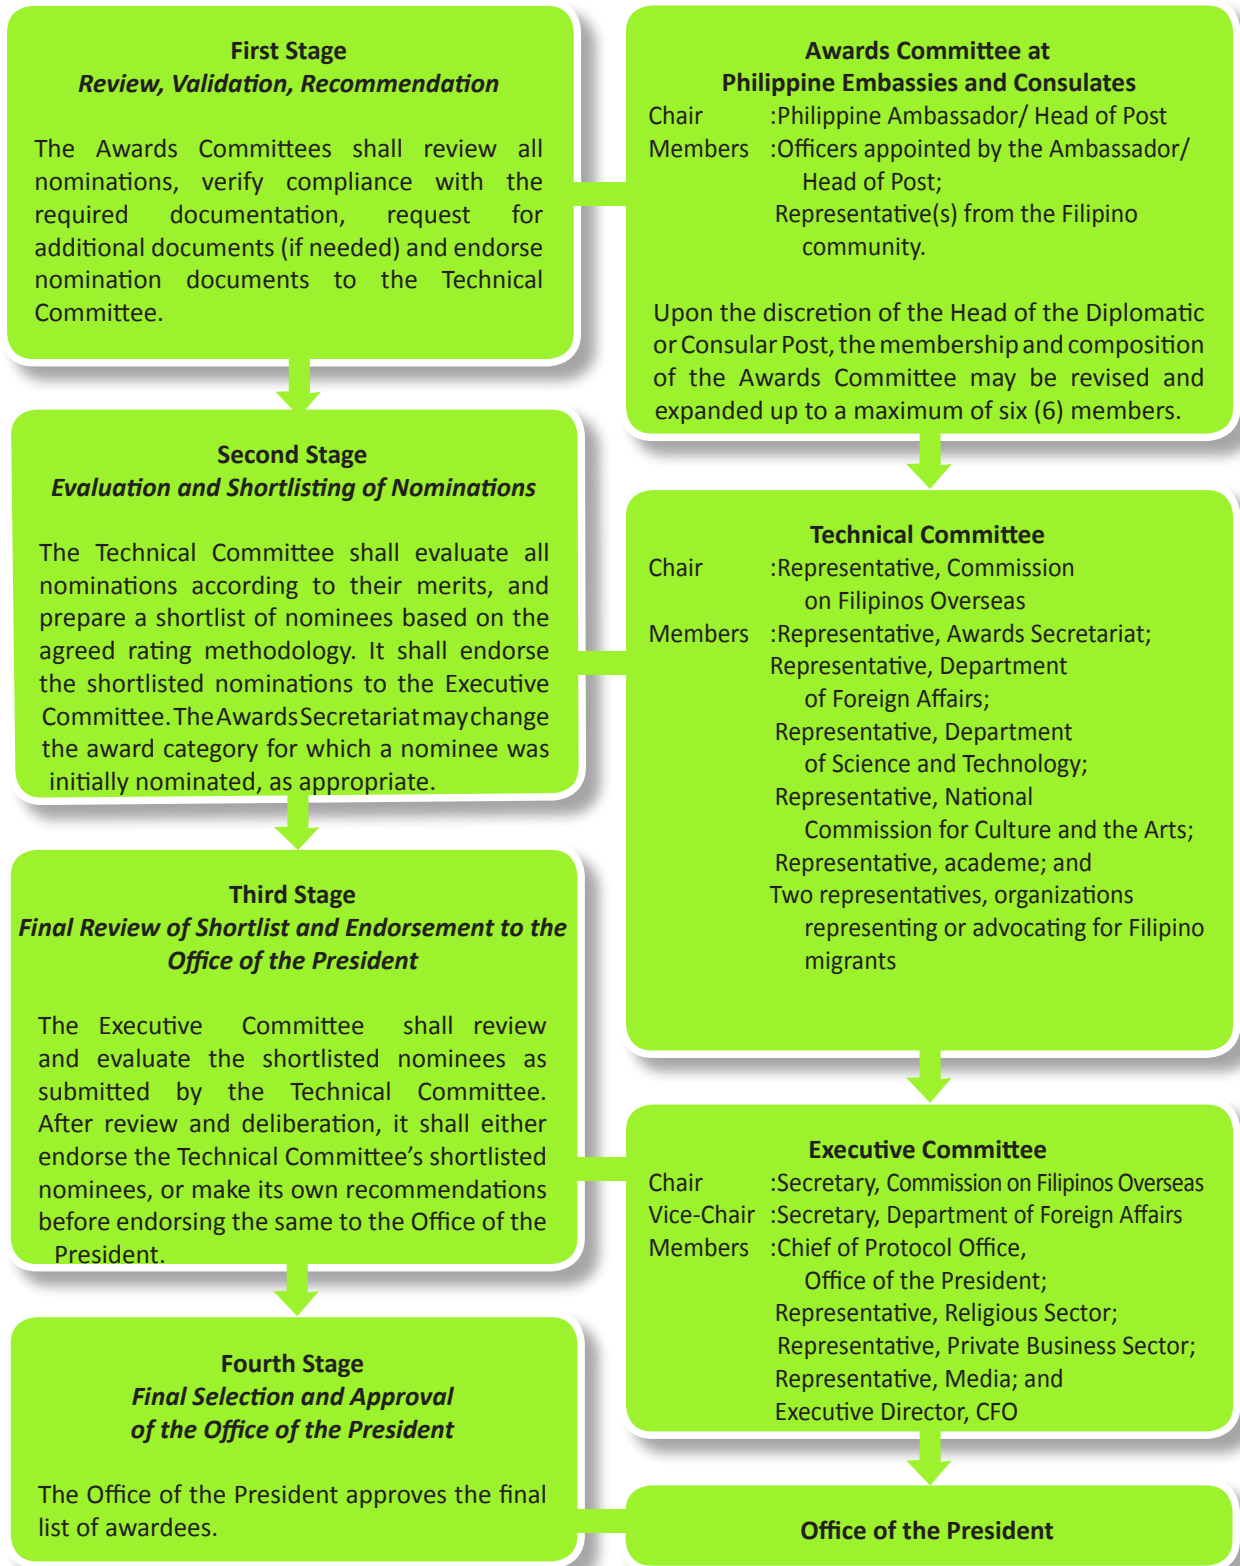 First Stage
Review, Validation, Recommendation
The Awards Committees shall review all
nominations, verify compliance with the
required documentation, request for
additional documents (if needed) and endorse
nomination documents to the Technical
Committee.
Awards Committee at
Philippine Embassies and Consulates
Chair :Philippine Ambassador/ Head of Post
Members :Officers appointed by the Ambassador/
Head of Post;
Representative(s) from the Filipino
community.
Upon the discretion of the Head of the Diplomatic
or Consular Post, the membership and composition
of the Awards Committee may be revised and
expanded up to a maximum of six (6) members.
Second Stage
Evaluation and Shortlisting of Nominations
The Technical Committee shall evaluate all
nominations according to their merits, and
prepare a shortlist of nominees based on the
agreed rating methodology. It shall endorse
the shortlisted nominations to the Executive
Committee. The Awards Secretariat may change
the award category for which a nominee was
initially nominated, as appropriate.
Technical Committee
Chair :Representative, Commission
on Filipinos Overseas
Members :Representative, Awards Secretariat;
Representative, Department
of Foreign Affairs;
Representative, Department
of Science and Technology;
Representative, National
Commission for Culture and the Arts;
Representative, academe; and
Two representatives, organizations
representing or advocating for Filipino
migrants
Third Stage
Final Review of Shortlist and Endorsement to the
Office of the President
The Executive Committee shall review
and evaluate the shortlisted nominees as
submitted by the Technical Committee.
After review and deliberation, it shall either
endorse the Technical Committee's shortlisted
nominees, or make its own recommendations
before endorsing the same to the Office of the
President.
Executive Committee
Chair :Secretary, Commission on Filipinos Overseas
Vice-Chair :Secretary, Department of Foreign Affairs
Members :Chief of Protocol Office,
Office of the President;
Representative, Religious Sector;
Representative, Private Business Sector;
Representative, Media; and
Executive Director, CFO
Fourth Stage
Final Selection and Approval
of the Office of the President
The Office of the President approves the final
list of awardees.
Office of the President